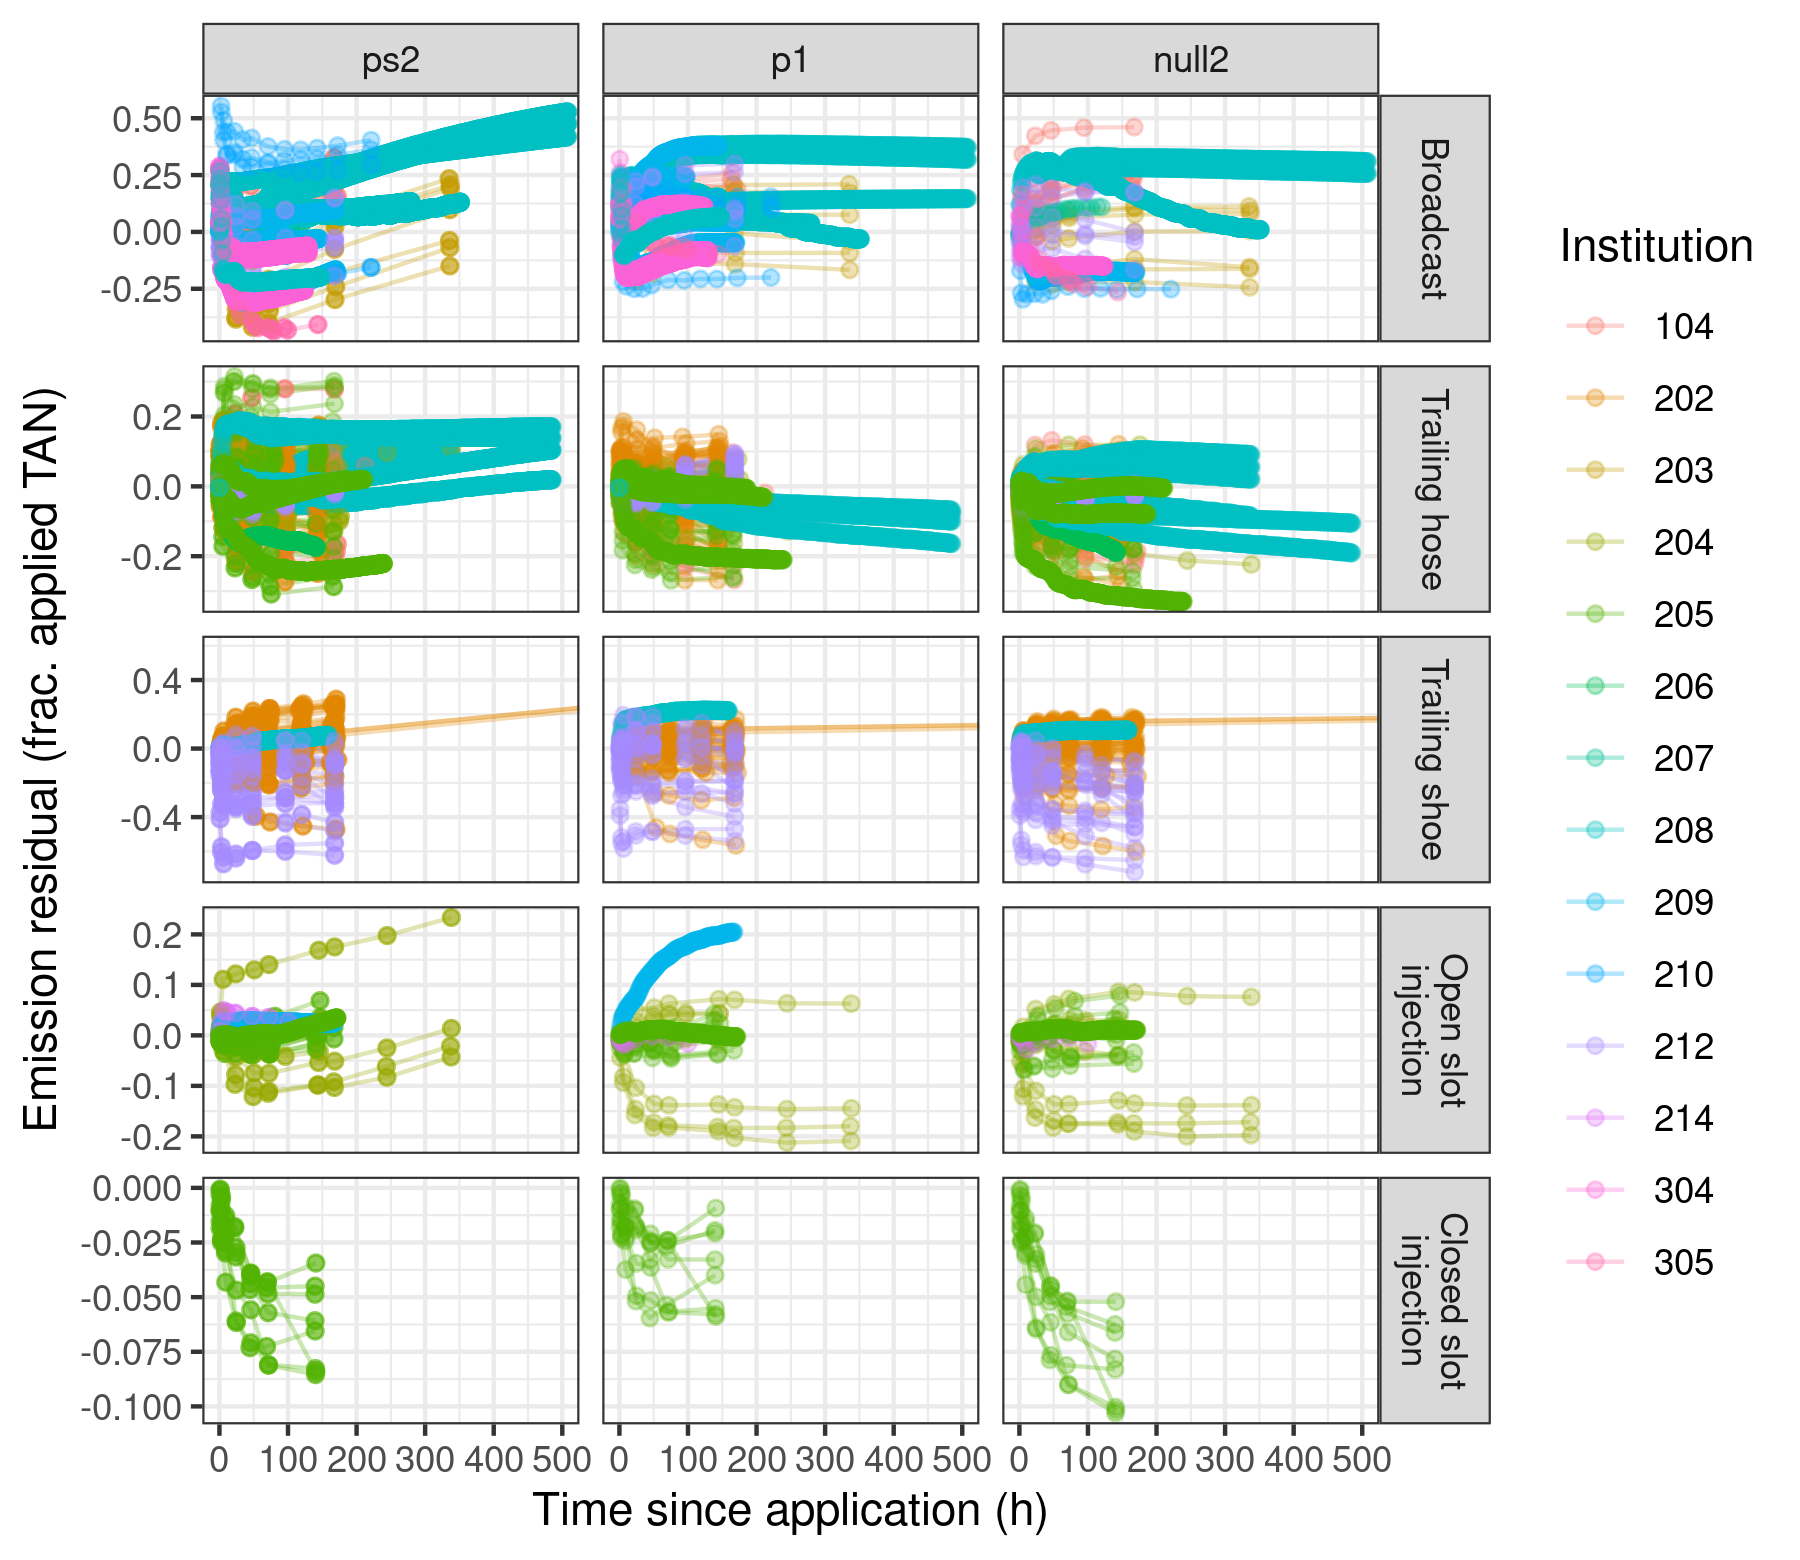 ps2 p1 null2
0.50
0.25
0.00
-0.25
Broadcast
0.2
0.0
-0.2
Trailing hose
0.4
0.0
-0.4
Trailing shoe
0.2
0.1
0.0
-0.1
-0.2
Open slot
injection
0.000
-0.025
-0.050
-0.075
-0.100
Closed slot
injection
0 100 200 300 400 500 0 100 200 300 400 500 0 100 200 300 400 500
Time since application (h)
Emission residual (frac. applied TAN)
Institution
104
202
203
204
205
206
207
208
209
210
212
214
304
305